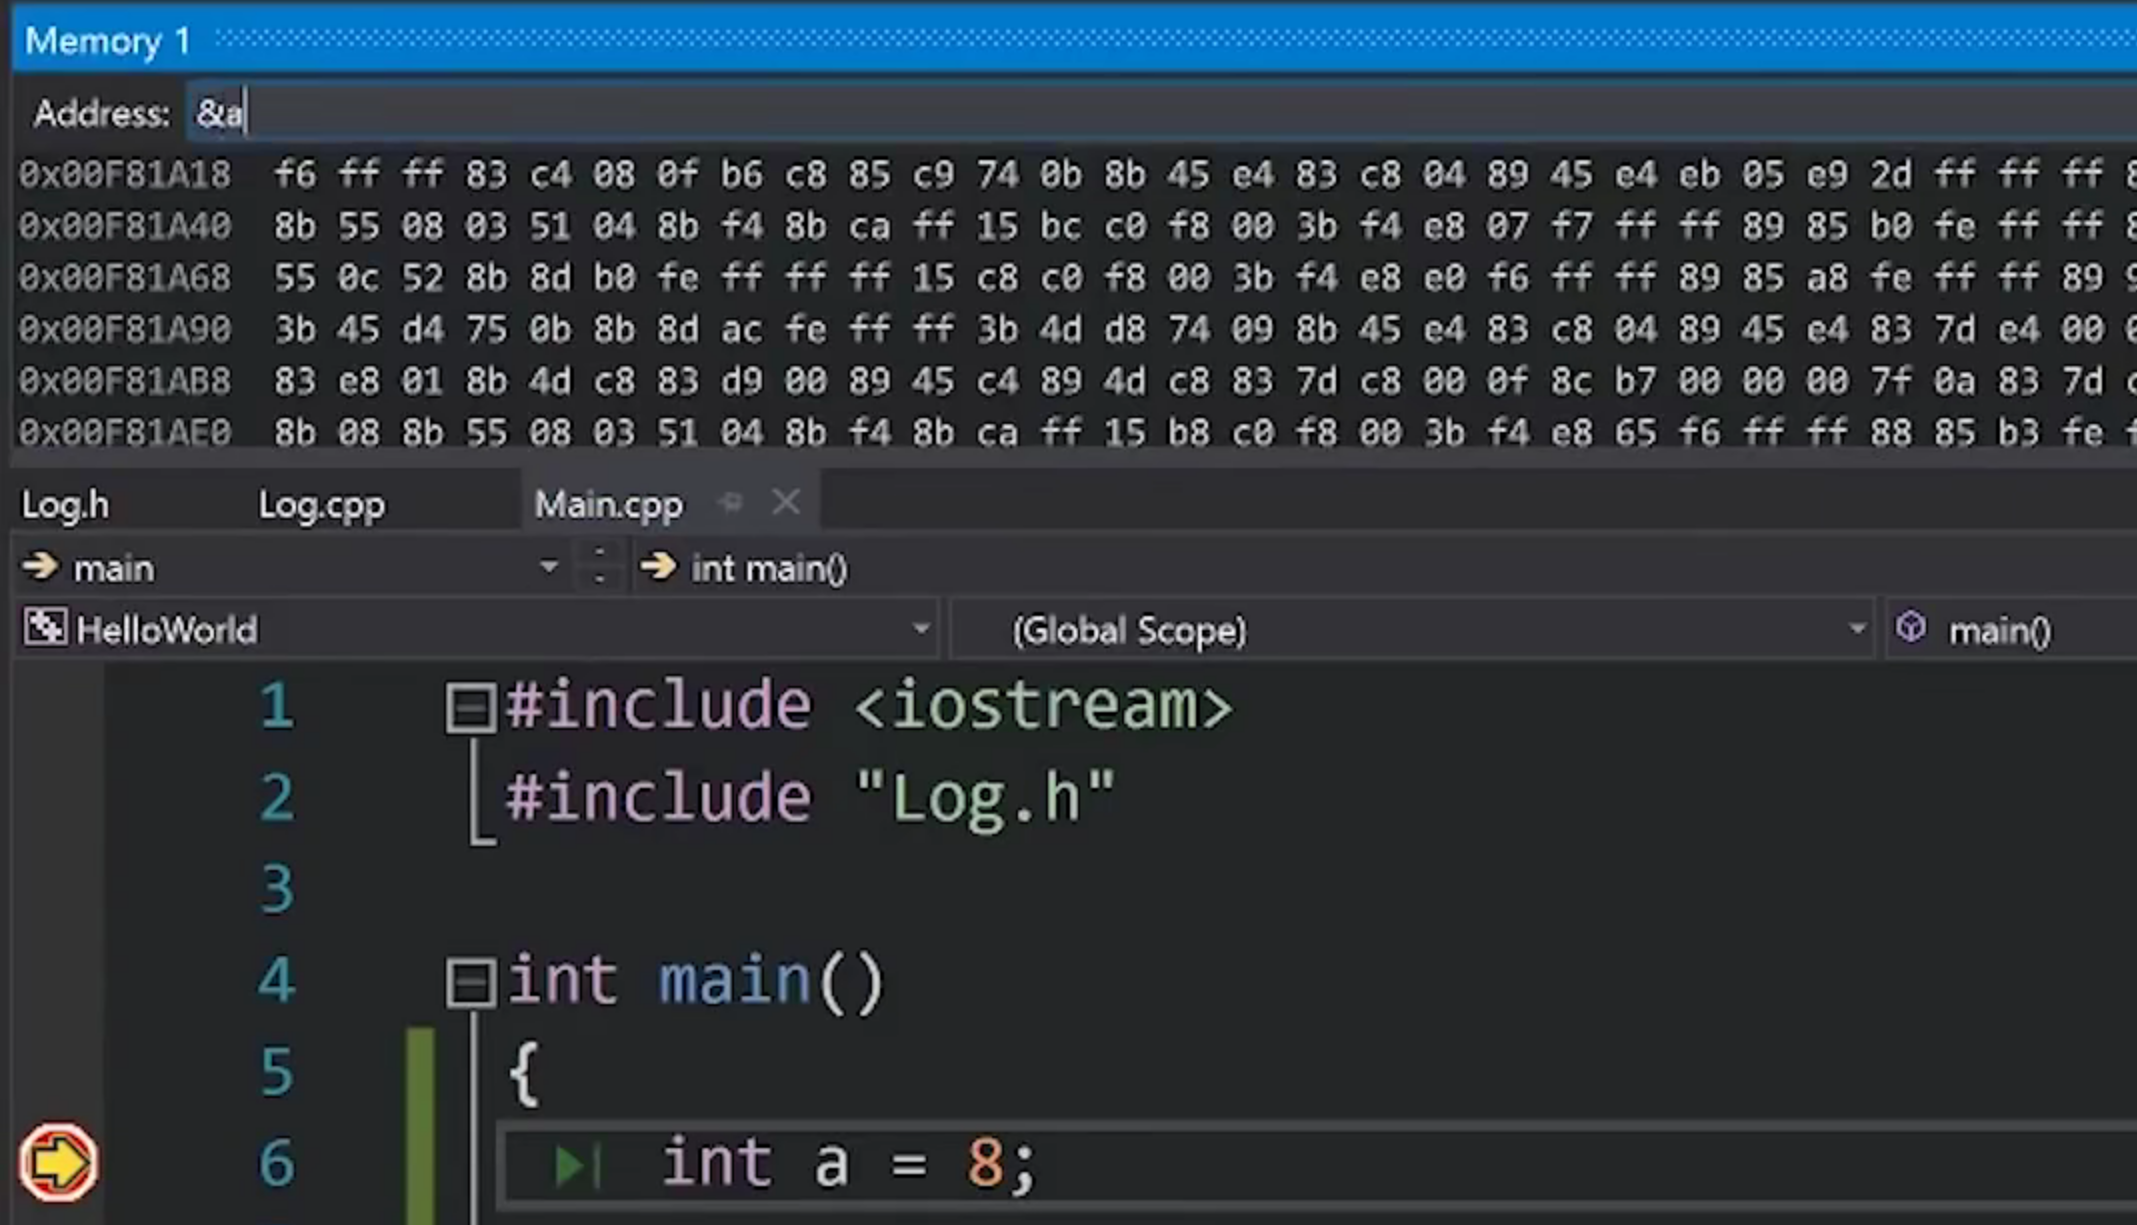 Memory 1
Address: &a
0x00F81A18 f6 ff ff 83 c4 08 0f b6 c8 85 c9 74 0b 8b 45 e4 83 c8 04 89 45 e4 eb 05 e9 2d ff ff ff
0x00F81A40 8b 55 08 03 51 04 8b f4 8b ca ff 15 bc c0 f8 00 3b f4 e8 07 f7 ff ff 89 85 b0 fe ff ff
0x00F81A68 55 0c 52 8b 8d b0 fe ff ff ff 15 c8 c0 f8 00 3b f4 e8 e0 f6 ff ff 89 85 a8 fe ff ff 89
0x00F81A90 3b 45 d4 75 0b 8b 8d ac fe ff ff 3b 4d d8 74 09 8b 45 e4 83 c8 04 89 45 e4 83 7d e4 00
0x00F81AB8 83 e8 01 8b 4d c8 83 d9 00 89 45 c4 89 4d c8 83 7d c8 00 0f 8c b7 00 00 00 7f 0a 83 7d
0x00F81AE0 8b 08 8b 55 08 03 51 04 8b f4 8b ca ff 15 b8 c0 f8 00 3b f4 e8 65 f6 ff ff 88 85 b3 fe
Log.h Log.cpp Main.cpp
main int main()
HelloWorld (Global Scope) main()
1 #include <iostream>
2 #include "Log.h"
3
4 int main()
5 {
6 int a = 8;